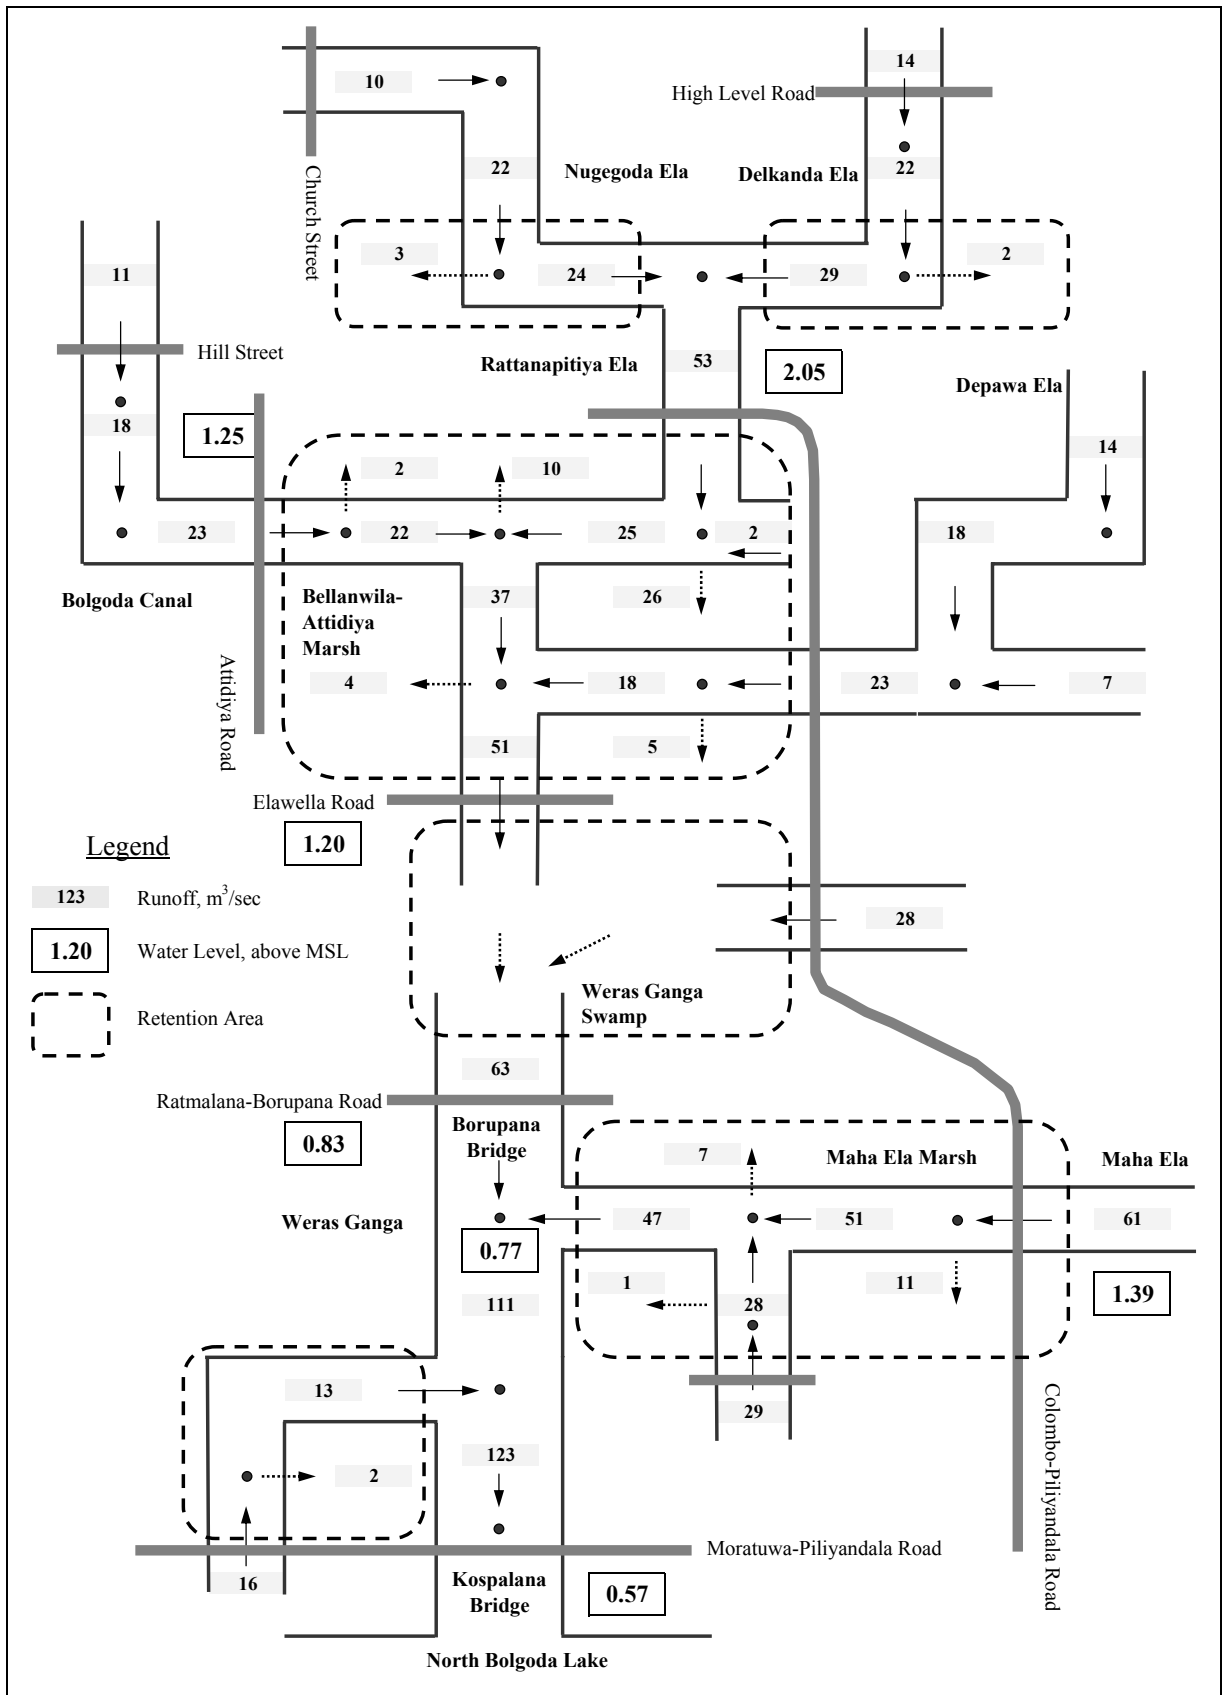 14
10
High Level Road
22
Nugegoda Ela
Delkanda Ela
22
Church Street
3
2
11
24
29
Hill Street
Rattanapitiya Ela
53
2.05
Depawa Ela
18
1.25
14
2
10
23
22
25
2
18
Bolgoda Canal
Bellanwila-
Attidiya
Marsh
37
26
Attidiya Road
4
18
23
7
51
5
Elawella Road
1.20
Legend
123
Runoff, m3/sec
28
1.20
Water Level, above MSL
Weras Ganga
Swamp
Retention Area
63
Ratmalana-Borupana Road
Borupana
Bridge
0.83
7
Maha Ela Marsh
Maha Ela
Weras Ganga
47
51
61
0.77
1
11
1.39
111
28
13
29
Colombo-Piliyandala Road
123
2
Moratuwa-Piliyandala Road
16
Kospalana
Bridge
0.57
North Bolgoda Lake